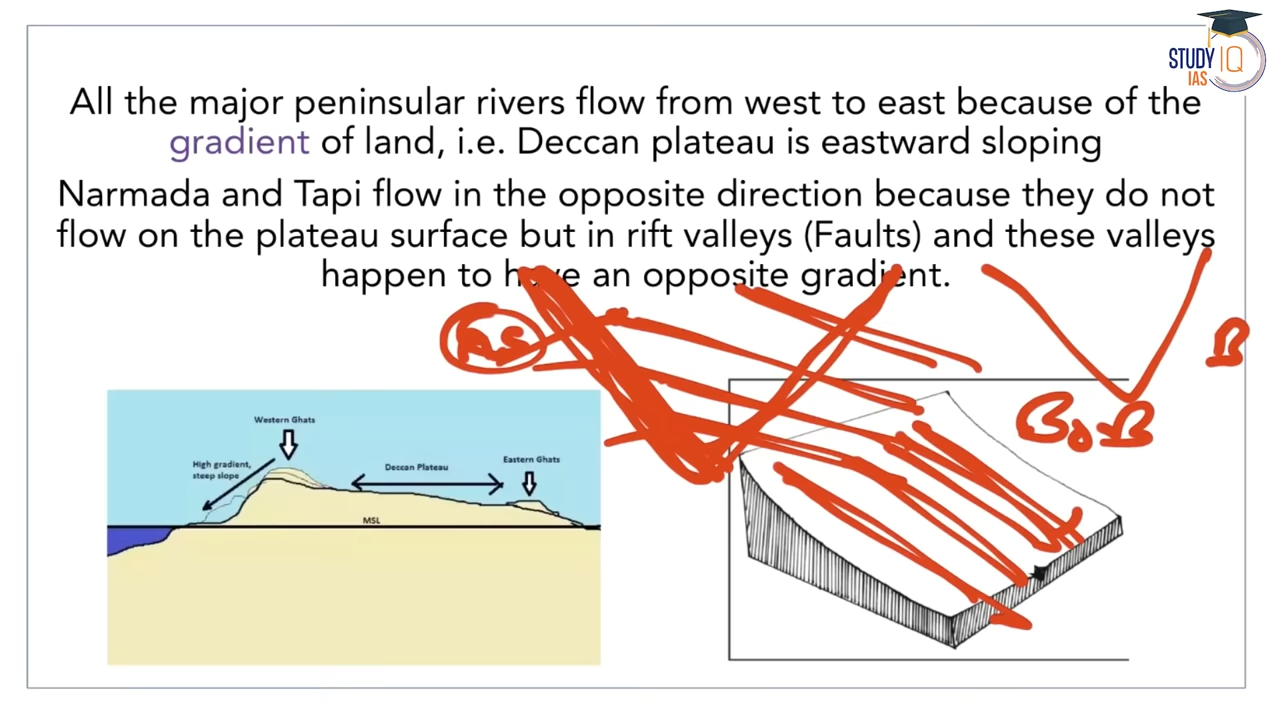 STUDY IQ
IAS
All the major peninsular rivers flow from west to east because of the
gradient of land, i.e. Deccan plateau is eastward sloping
Narmada and Tapi flow in the opposite direction because they do not
flow on the plateau surface but in rift valleys (Faults) and these valleys
happen to have an opposite gradient.
AS
B
BoB
Western Ghats
High gradient,
steep slope
Deccan Plateau
Eastern Ghats
MSL